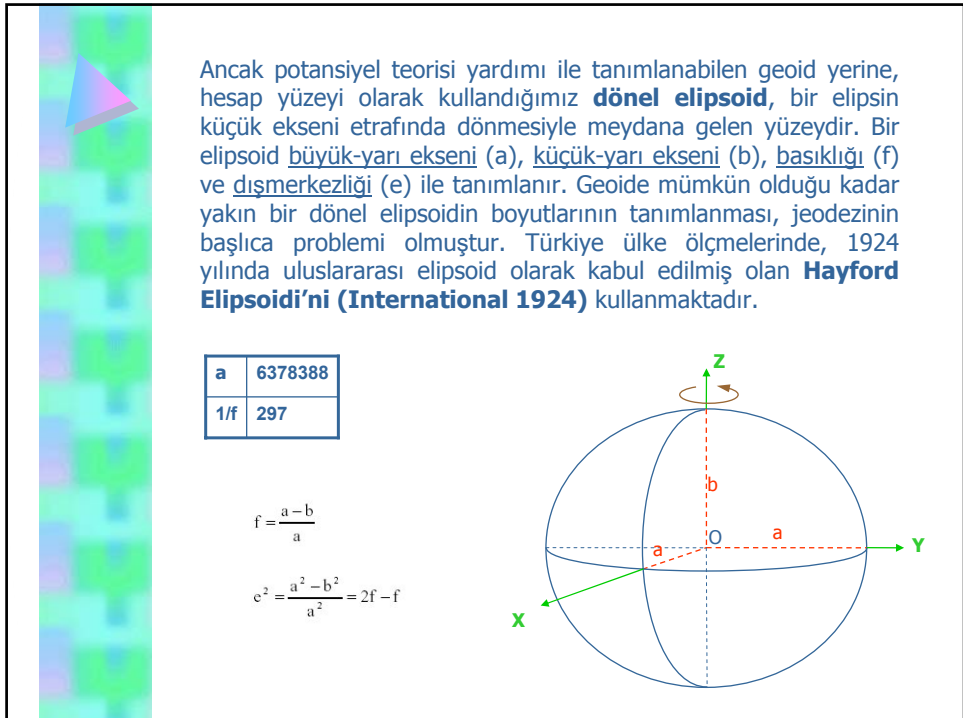 Ancak potansiyel teorisi yardımı ile tanımlanabilen geoid yerine,
hesap yüzeyi olarak kullandığımız dönel elipsoid, bir elipsin
küçük ekseni etrafında dönmesiyle meydana gelen yüzeydir. Bir
elipsoid büyük-yarı ekseni (a), küçük-yarı ekseni (b), basıklığı (f)
ve dışmerkezliği (e) ile tanımlanır. Geoide mümkün olduğu kadar
yakın bir dönel elipsoidin boyutlarının tanımlanması, jeodezinin
başlıca problemi olmuştur. Türkiye ülke ölçmelerinde, 1924
yılında uluslararası elipsoid olarak kabul edilmiş olan Hayford
Elipsoidi’ni (International 1924) kullanmaktadır.
a 6378388
1/f 297
f = (a – b) / a
e² = (a² – b²) / a² = 2f – f
Z
b
O
a
a
Y
X